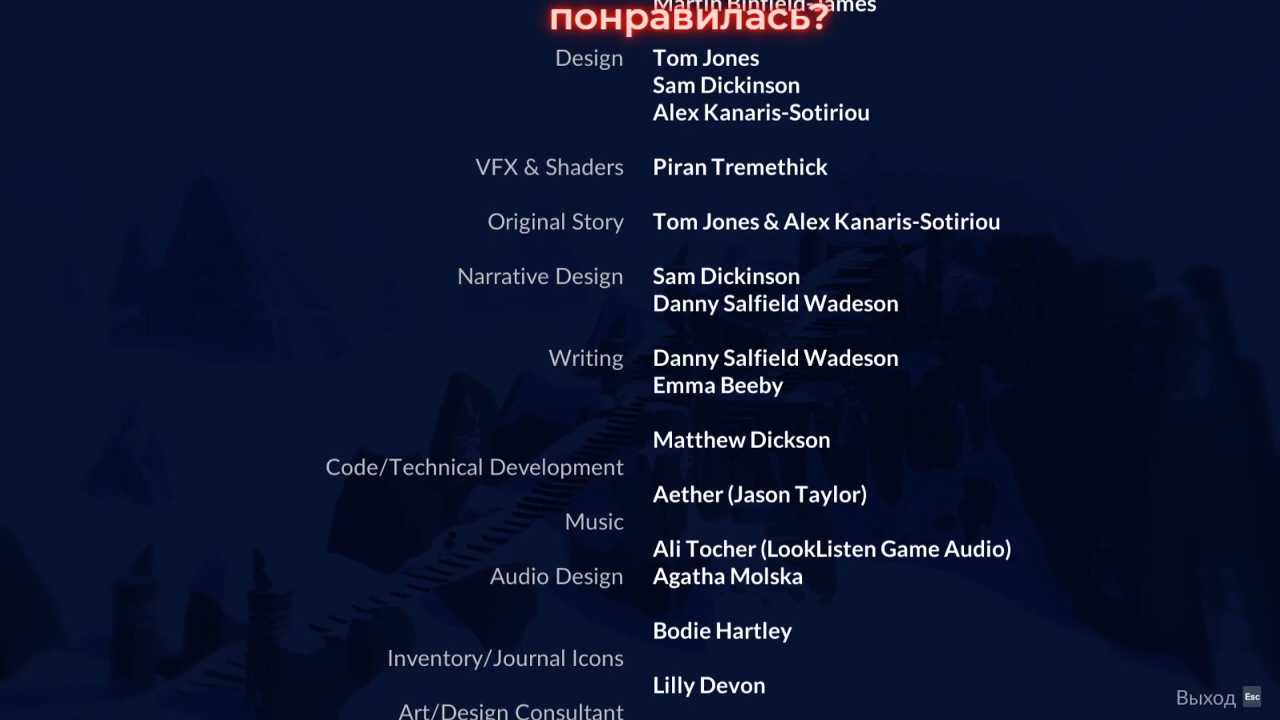 Martin Binfield-James
понравилась?
Design Tom Jones
Sam Dickinson
Alex Kanaris-Sotiriou
VFX & Shaders Piran Tremethick
Original Story Tom Jones & Alex Kanaris-Sotiriou
Narrative Design Sam Dickinson
Danny Salfield Wadeson
Writing Danny Salfield Wadeson
Emma Beeby
Matthew Dickson
Code/Technical Development
Aether (Jason Taylor)
Music
Ali Tocher (LookListen Game Audio)
Audio Design Agatha Molska
Bodie Hartley
Inventory/Journal Icons
Lilly Devon
Выход Esc
Art/Design Consultant